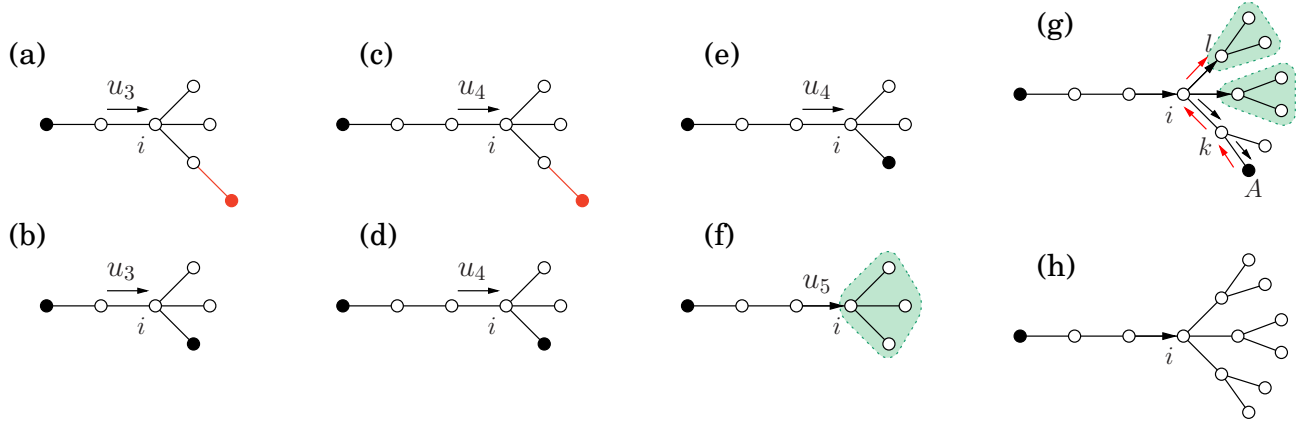 (a)
u₃
i
(b)
u₃
i
(c)
u₄
i
(d)
u₄
i
(e)
u₄
i
(f)
u₅
i
(g)
l
i
k
A
(h)
i